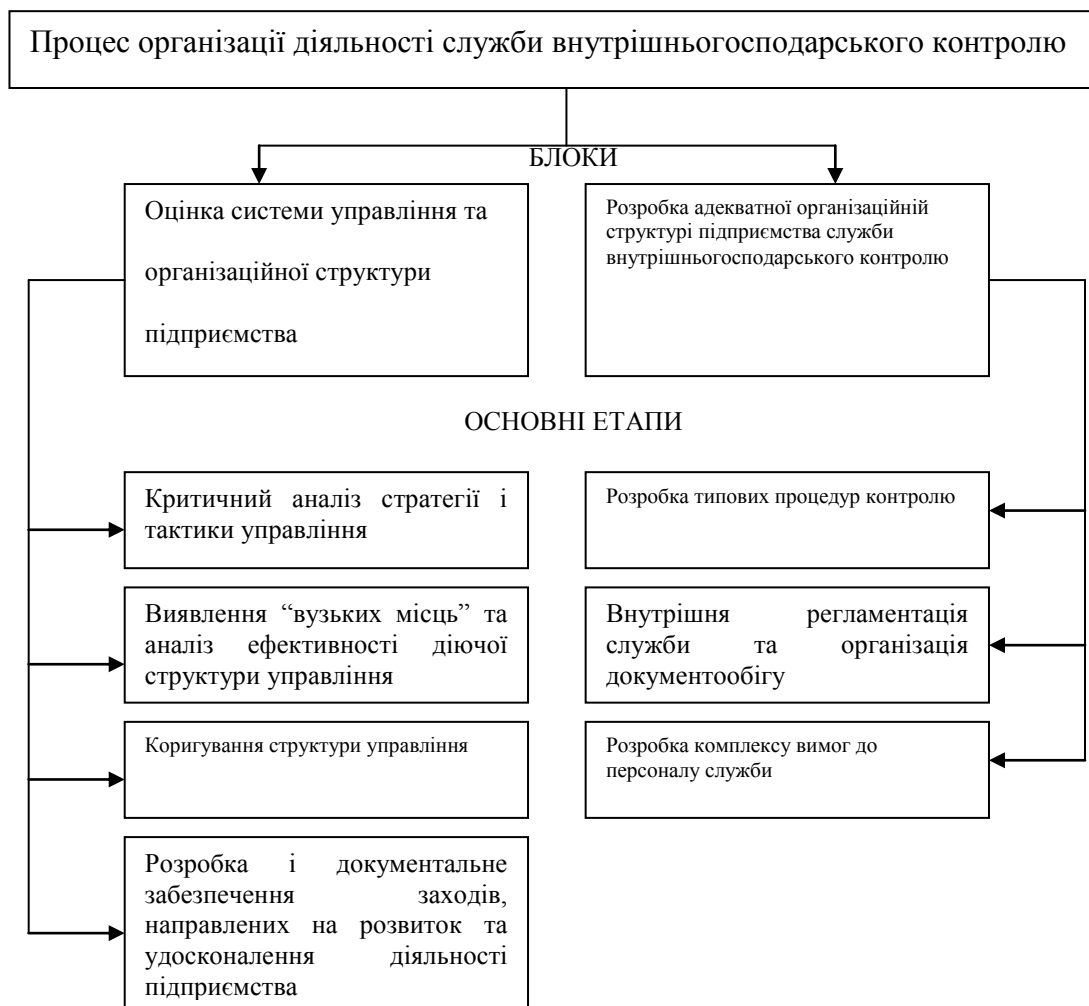 Процес організації діяльності служби внутрішньогосподарського контролю
БЛОКИ
Оцінка системи управління та
організаційної структури
підприємства
Розробка адекватної організаційній
структурі підприємства служби
внутрішньогосподарського контролю
ОСНОВНІ ЕТАПИ
Критичний аналіз стратегії і
тактики управління
Виявлення “вузьких місць” та
аналіз ефективності діючої
структури управління
Коригування структури управління
Розробка і документальне
забезпечення заходів,
направлених на розвиток та
удосконалення діяльності
підприємства
Розробка типових процедур контролю
Внутрішня регламентація
служби та організація
документообігу
Розробка комплексу вимог до
персоналу служби